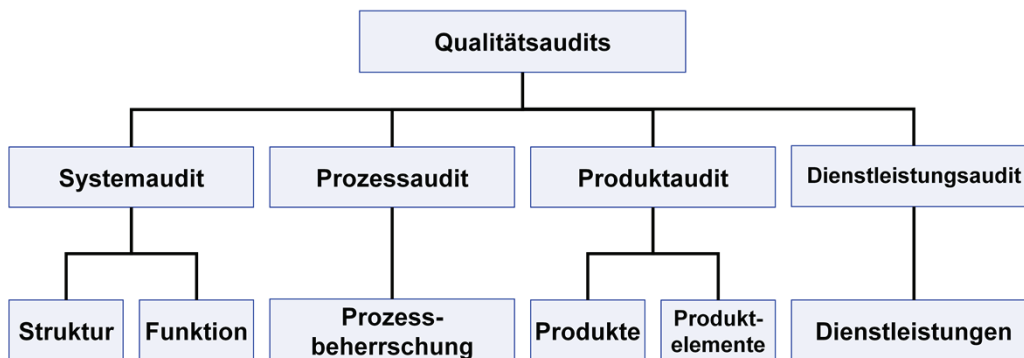 Qualitätsaudits
Systemaudit
Prozessaudit
Produktaudit
Dienstleistungsaudit
Struktur
Funktion
Prozess-
beherrschung
Produkte
Produkt-
elemente
Dienstleistungen